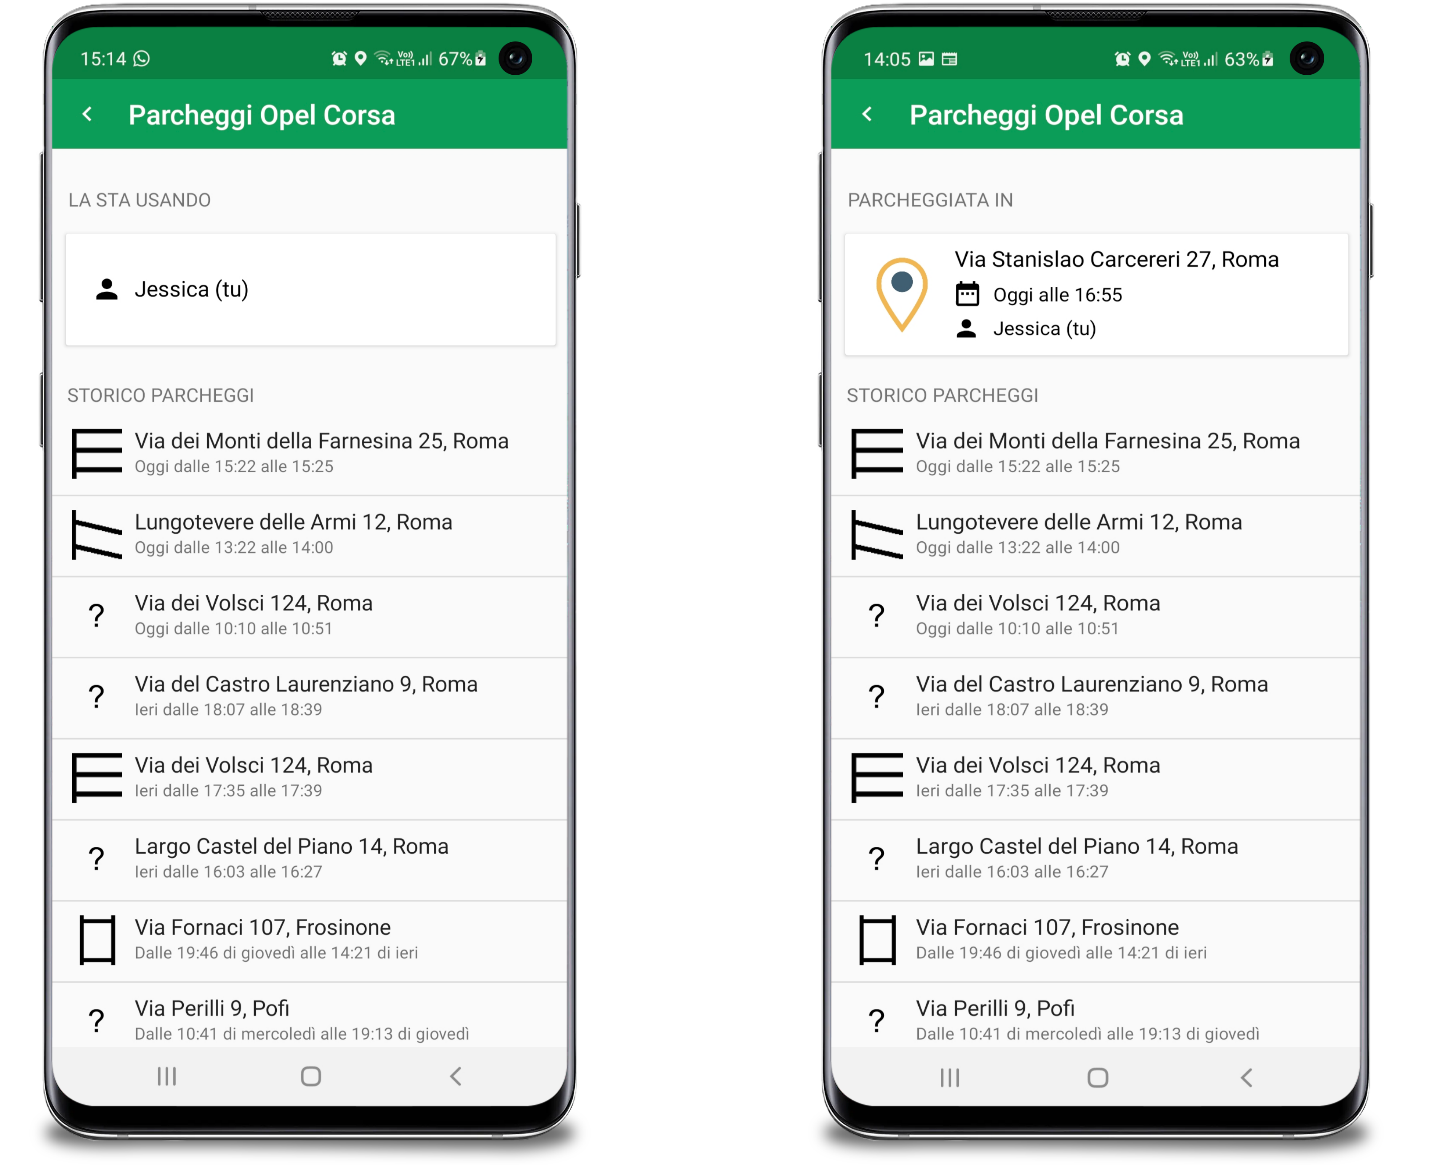 15:14 Vo)) LTE1 67%
Parcheggi Opel Corsa
LA STA USANDO
Jessica (tu)
STORICO PARCHEGGI
Via dei Monti della Farnesina 25, Roma
Oggi dalle 15:22 alle 15:25
Lungotevere delle Armi 12, Roma
Oggi dalle 13:22 alle 14:00
? Via dei Volsci 124, Roma
Oggi dalle 10:10 alle 10:51
? Via del Castro Laurenziano 9, Roma
Ieri dalle 18:07 alle 18:39
Via dei Volsci 124, Roma
Ieri dalle 17:35 alle 17:39
? Largo Castel del Piano 14, Roma
Ieri dalle 16:03 alle 16:27
Via Fornaci 107, Frosinone
Dalle 19:46 di giovedì alle 14:21 di ieri
? Via Perilli 9, Pofi
Dalle 10:41 di mercoledì alle 19:13 di giovedì
14:05 Vo)) LTE1 63%
Parcheggi Opel Corsa
PARCHEGGIATA IN
Via Stanislao Carcereri 27, Roma
Oggi alle 16:55
Jessica (tu)
STORICO PARCHEGGI
Via dei Monti della Farnesina 25, Roma
Oggi dalle 15:22 alle 15:25
Lungotevere delle Armi 12, Roma
Oggi dalle 13:22 alle 14:00
? Via dei Volsci 124, Roma
Oggi dalle 10:10 alle 10:51
? Via del Castro Laurenziano 9, Roma
Ieri dalle 18:07 alle 18:39
Via dei Volsci 124, Roma
Ieri dalle 17:35 alle 17:39
? Largo Castel del Piano 14, Roma
Ieri dalle 16:03 alle 16:27
Via Fornaci 107, Frosinone
Dalle 19:46 di giovedì alle 14:21 di ieri
? Via Perilli 9, Pofi
Dalle 10:41 di mercoledì alle 19:13 di giovedì